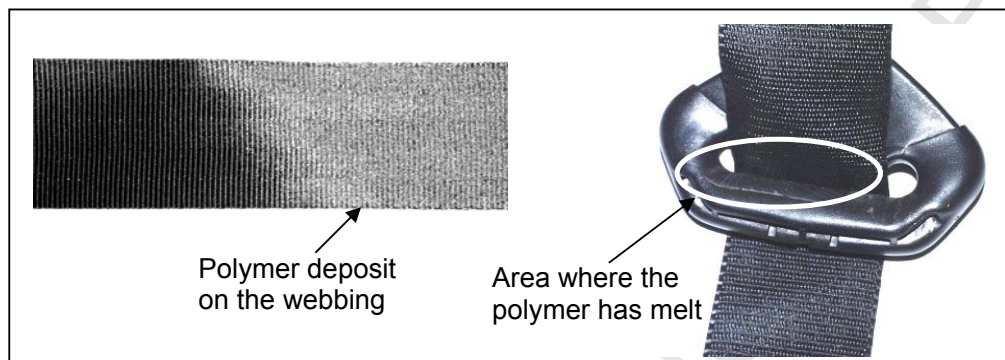 Polymer deposit
on the webbing
Area where the
polymer has melt